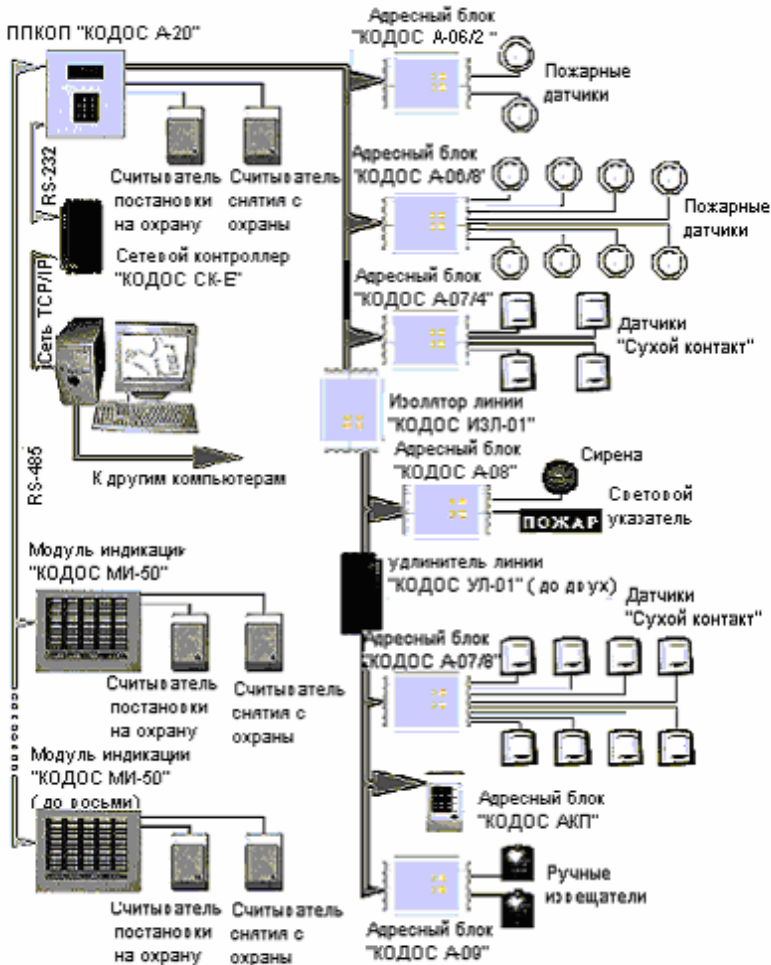 ППКОП "КОДОС А-20"
Адресный блок
"КОДОС А-06/2 "
Пожарные
датчики
RS-232
Считыватель
постановки
на охрану
Считыватель
снятия с
охраны
Адресный блок
"КОДОС А-06/8"
Пожарные
датчики
Сетевой контроллер
"КОДОС СК-Е"
Сеть TCP/IP
Адресный блок
"КОДОС А-07/4"
Датчики
"Сухой контакт"
Изолятор линии
"КОДОС ИЗЛ-01"
К другим компьютерам
RS-485
Адресный блок
"КОДОС А-08"
Сирена
Световой
указатель
ПОЖАР
Модуль индикации
"КОДОС МИ-50"
удлинитель линии
"КОДОС УЛ-01" ( до двух)
Датчики
"Сухой контакт"
Адресный блок
"КОДОС А-07/8"
Считыватель
постановки
на охрану
Считыватель
снятия с
охраны
Модуль индикации
"КОДОС МИ-50"
( до восьми)
Адресный блок
"КОДОС АКП"
Ручные
извещатели
Считыватель
постановки
на охрану
Считыватель
снятия с
охраны
Адресный блок
"КОДОС А-09"